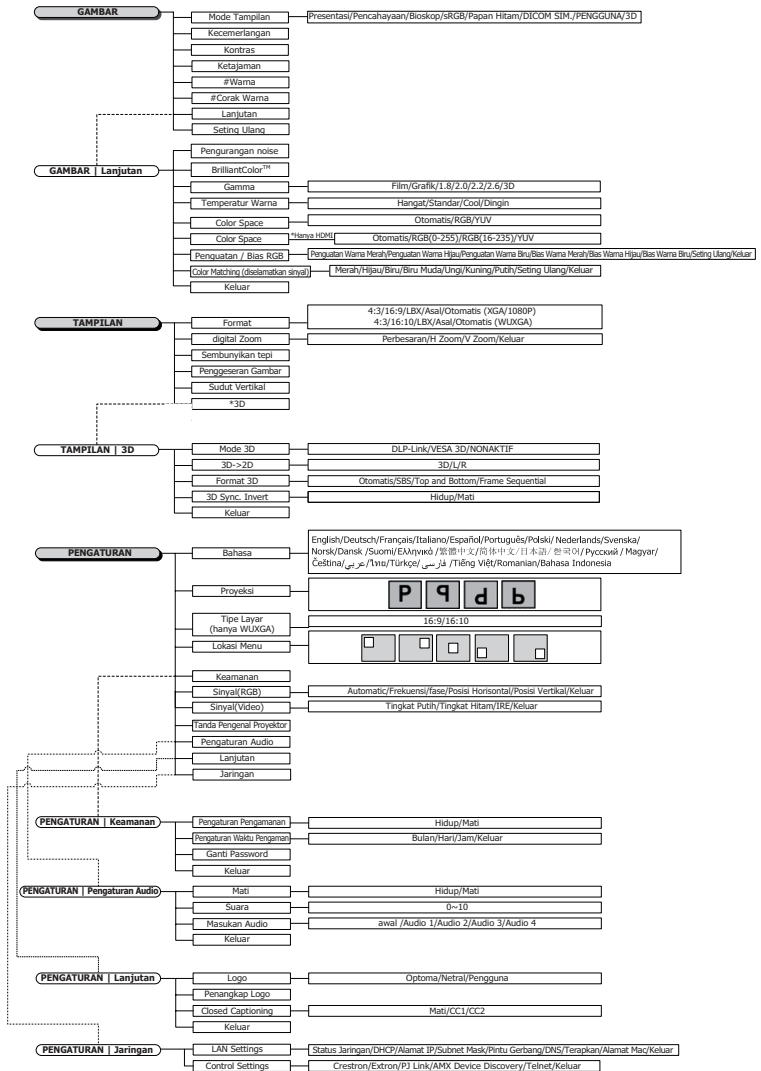 GAMBAR
Mode Tampilan
Presentasi/Pencahayaan/Bioskop/sRGB/Papan Hitam/DICOM SIM./PENGGUNA/3D
Kecemerlangan
Kontras
Ketajaman
#Warna
#Corak Warna
Lanjutan
Seting Ulang
GAMBAR | Lanjutan
Pengurangan noise
BrilliantColor™
Gamma
Film/Grafik/1.8/2.0/2.2/2.6/3D
Temperatur Warna
Hangat/Standar/Cool/Dingin
Color Space
Otomatis/RGB/YUV
Color Space
*Hanya HDMI
Otomatis/RGB(0-255)/RGB(16-235)/YUV
Penguatan / Bias RGB
Penguatan Warna Merah/Penguatan Warna Hijau/Penguatan Warna Biru/Bias Warna Merah/Bias Warna Hijau/Bias Warna Biru/Seting Ulang/Keluar
Color Matching (diselamatkan sinyal)
Merah/Hijau/Biru/Biru Muda/Ungi/Kuning/Putih/Seting Ulang/Keluar
Keluar
TAMPILAN
Format
4:3/16:9/LBX/Asal/Otomatis (XGA/1080P)
4:3/16:10/LBX/Asal/Otomatis (WUXGA)
digital Zoom
Perbesaran/H Zoom/V Zoom/Keluar
Sembunyikan tepi
Penggeseran Gambar
Sudut Vertikal
*3D
TAMPILAN | 3D
Mode 3D
DLP-Link/VESA 3D/NONAKTIF
3D->2D
3D/L/R
Format 3D
Otomatis/SBS/Top and Bottom/Frame Sequential
3D Sync. Invert
Hidup/Mati
Keluar
PENGATURAN
Bahasa
English/Deutsch/Français/Italiano/Español/Português/Polski/ Nederlands/Svenska/
Norsk/Dansk /Suomi/Ελληνικά /繁體中文/简体中文/日本語/ 한국어/Русский / Magyar/
Čeština/عربي/ไทย/Türkçe/ فارسی /Tiếng Việt/Romanian/Bahasa Indonesia
Proyeksi
P
Tipe Layar
(hanya WUXGA)
16:9/16:10
Lokasi Menu
Keamanan
Sinyal(RGB)
Automatic/Frekuensi/fase/Posisi Horisontal/Posisi Vertikal/Keluar
Sinyal(Video)
Tingkat Putih/Tingkat Hitam/IRE/Keluar
Tanda Pengenal Proyektor
Pengaturan Audio
Lanjutan
Jaringan
PENGATURAN | Keamanan
Pengaturan Pengamanan
Hidup/Mati
Pengaturan Waktu Pengaman
Bulan/Hari/Jam/Keluar
Ganti Password
Keluar
PENGATURAN | Pengaturan Audio
Mati
Hidup/Mati
Suara
0~10
Masukan Audio
awal /Audio 1/Audio 2/Audio 3/Audio 4
Keluar
PENGATURAN | Lanjutan
Logo
Optoma/Netral/Pengguna
Penangkap Logo
Closed Captioning
Mati/CC1/CC2
Keluar
PENGATURAN | Jaringan
LAN Settings
Status Jaringan/DHCP/Alamat IP/Subnet Mask/Pintu Gerbang/DNS/Terapkan/Alamat Mac/Keluar
Control Settings
Crestron/Extron/PJ Link/AMX Device Discovery/Telnet/Keluar